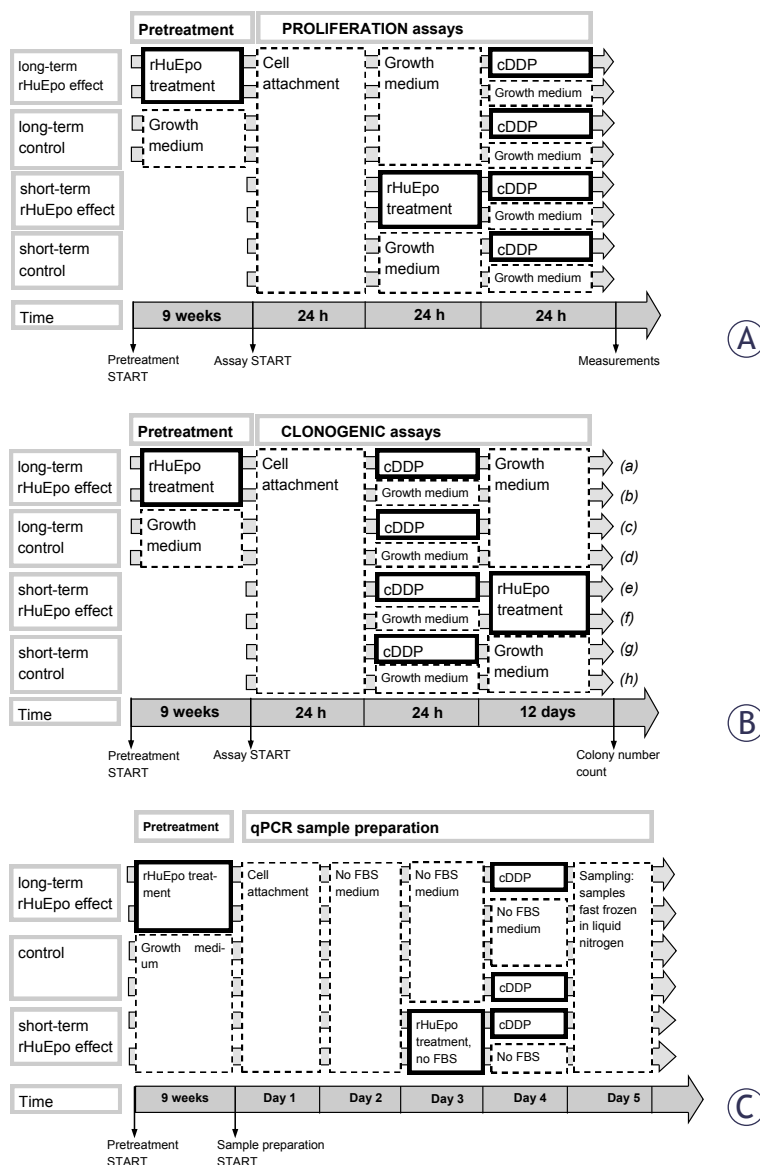 Pretreatment PROLIFERATION assays
long-term
rHuEpo effect
rHuEpo
treatment
Cell
attachment
Growth
medium
cDDP
Growth medium
long-term
control
Growth
medium
cDDP
Growth medium
short-term
rHuEpo effect
rHuEpo
treatment
cDDP
Growth medium
short-term
control
Growth
medium
cDDP
Growth medium
Time 9 weeks 24 h 24 h 24 h
Pretreatment
START
Assay START
Measurements
A
Pretreatment CLONOGENIC assays
long-term
rHuEpo effect
rHuEpo
treatment
Cell
attachment
cDDP
Growth medium
Growth
medium
(a)
(b)
long-term
control
Growth
medium
cDDP
Growth medium
(c)
(d)
short-term
rHuEpo effect
cDDP
Growth medium
rHuEpo
treatment
(e)
(f)
short-term
control
cDDP
Growth medium
Growth
medium
(g)
(h)
Time 9 weeks 24 h 24 h 12 days
Pretreatment
START
Assay START
Colony number
count
B
Pretreatment qPCR sample preparation
long-term
rHuEpo effect
rHuEpo treat-
ment
Cell
attachment
No FBS
medium
No FBS
medium
cDDP
No FBS
medium
Sampling:
samples
fast frozen
in liquid
nitrogen
control
Growth medi-
um
cDDP
short-term
rHuEpo effect
rHuEpo
treatment,
no FBS
cDDP
No FBS
Time 9 weeks Day 1 Day 2 Day 3 Day 4 Day 5
Pretreatment
START
Sample preparation
START
C